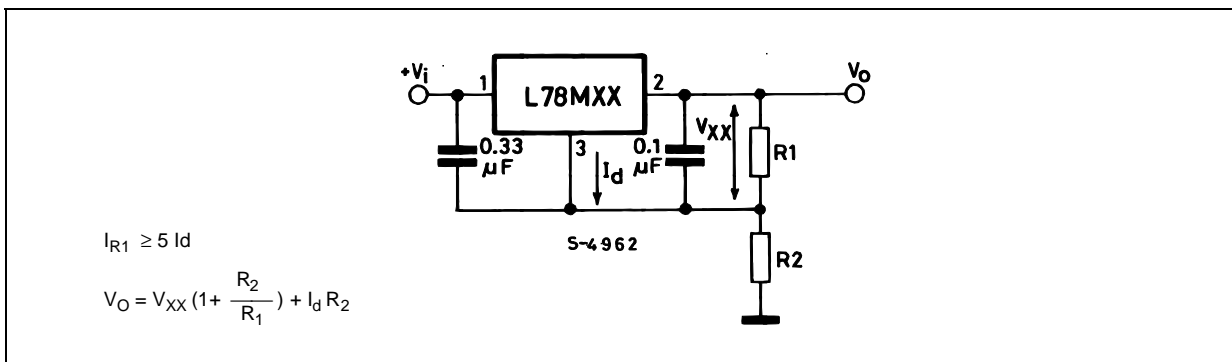 +Vi 1 L78MXX 2 Vo
0.33 µF 3 Id 0.1 µF VXX R1
S-4962
R2
IR1 ≥ 5 Id
VO = VXX (1+ R2/R1) + Id R2